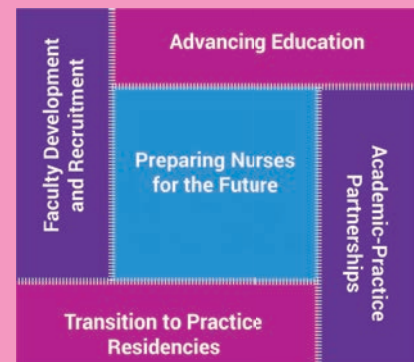 Advancing Education
Faculty Development
and Recruitment
Preparing Nurses
for the Future
Academic-Practice
Partnerships
Transition to Practice
Residencies